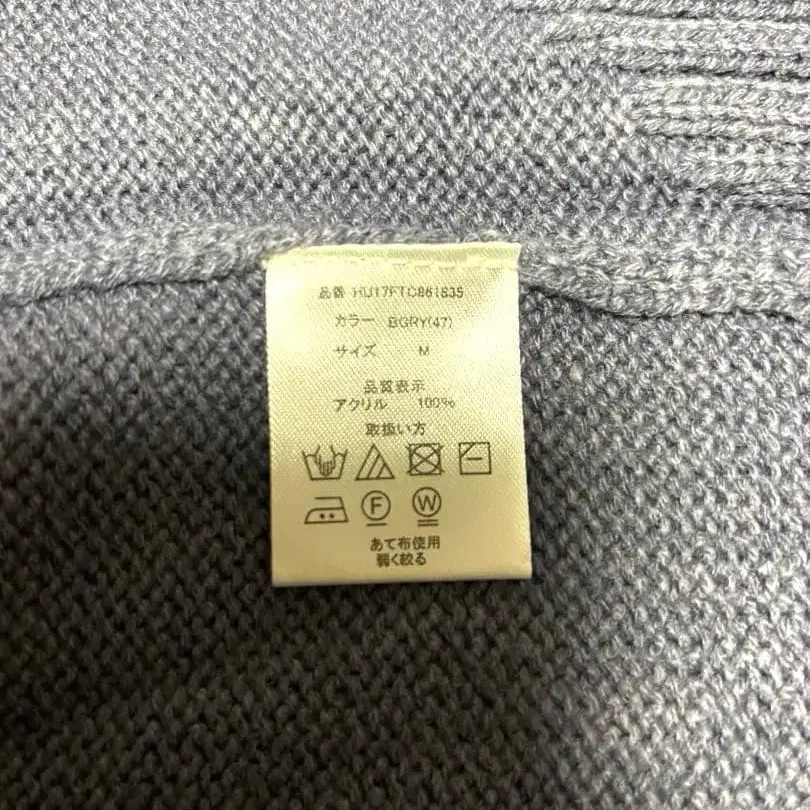 品番 HU17FTC861835
カラー BGRY(47)
サイズ M
品質表示
アクリル 100%
取扱い方
F W
あて布使用
弱く絞る